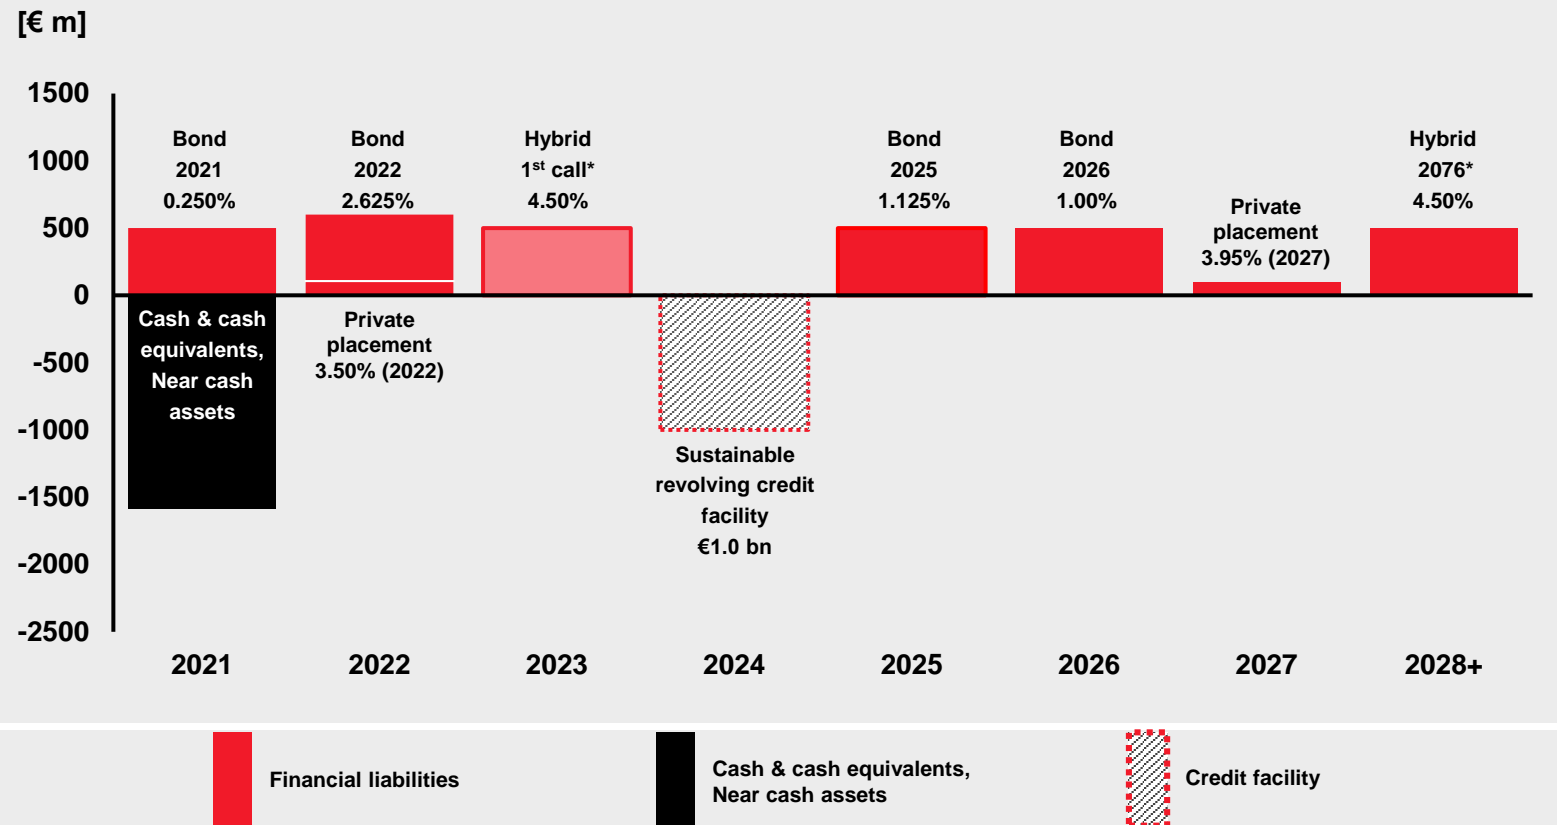 [€ m]
1500
1000
500
0
-500
-1000
-1500
-2000
-2500
Bond
2021
0.250%
Bond
2022
2.625%
Hybrid
1st call*
4.50%
Bond
2025
1.125%
Bond
2026
1.00%
Private
placement
3.95% (2027)
Hybrid
2076*
4.50%
Cash & cash
equivalents,
Near cash
assets
Private
placement
3.50% (2022)
Sustainable
revolving credit
facility
€1.0 bn
2021
2022
2023
2024
2025
2026
2027
2028+
Financial liabilities
Cash & cash equivalents,
Near cash assets
Credit facility